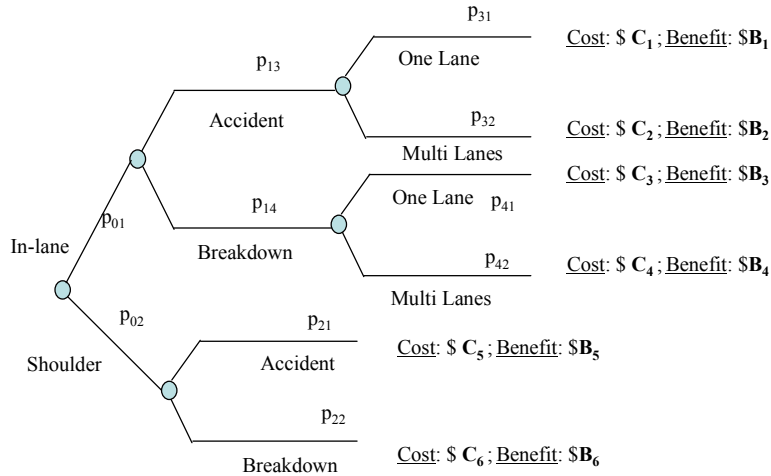 p31
Cost: $ C1 ; Benefit: $B1
One Lane
p13
Accident
p32
Cost: $ C2 ; Benefit: $B2
Multi Lanes
Cost: $ C3 ; Benefit: $B3
One Lane p41
p14
p01
In-lane
Breakdown
p42
Cost: $ C4 ; Benefit: $B4
Multi Lanes
p02
p21
Cost: $ C5 ; Benefit: $B5
Shoulder
Accident
p22
Cost: $ C6 ; Benefit: $B6
Breakdown